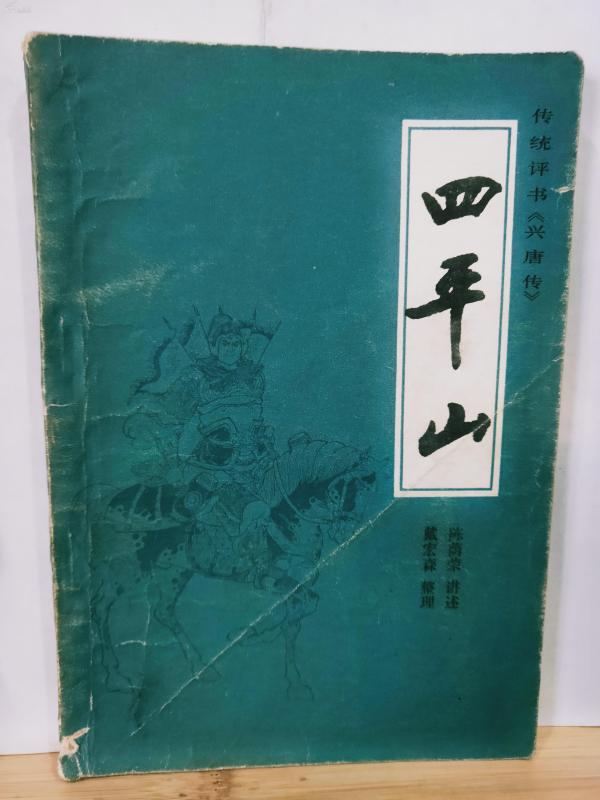 传统评书《兴唐传》
四平山
陈荫荣 讲述
戴宏森 整理